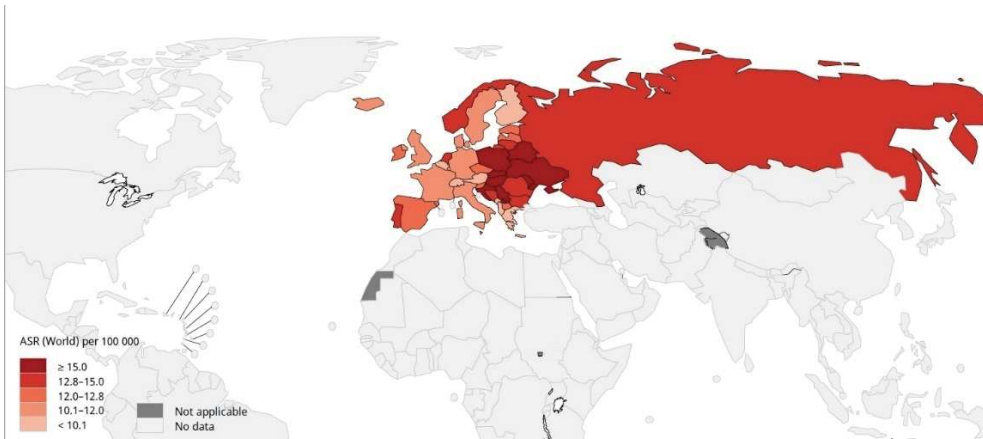 ASR (World) per 100 000
≥ 15.0
12.8–15.0
12.0–12.8
10.1–12.0
< 10.1
Not applicable
No data